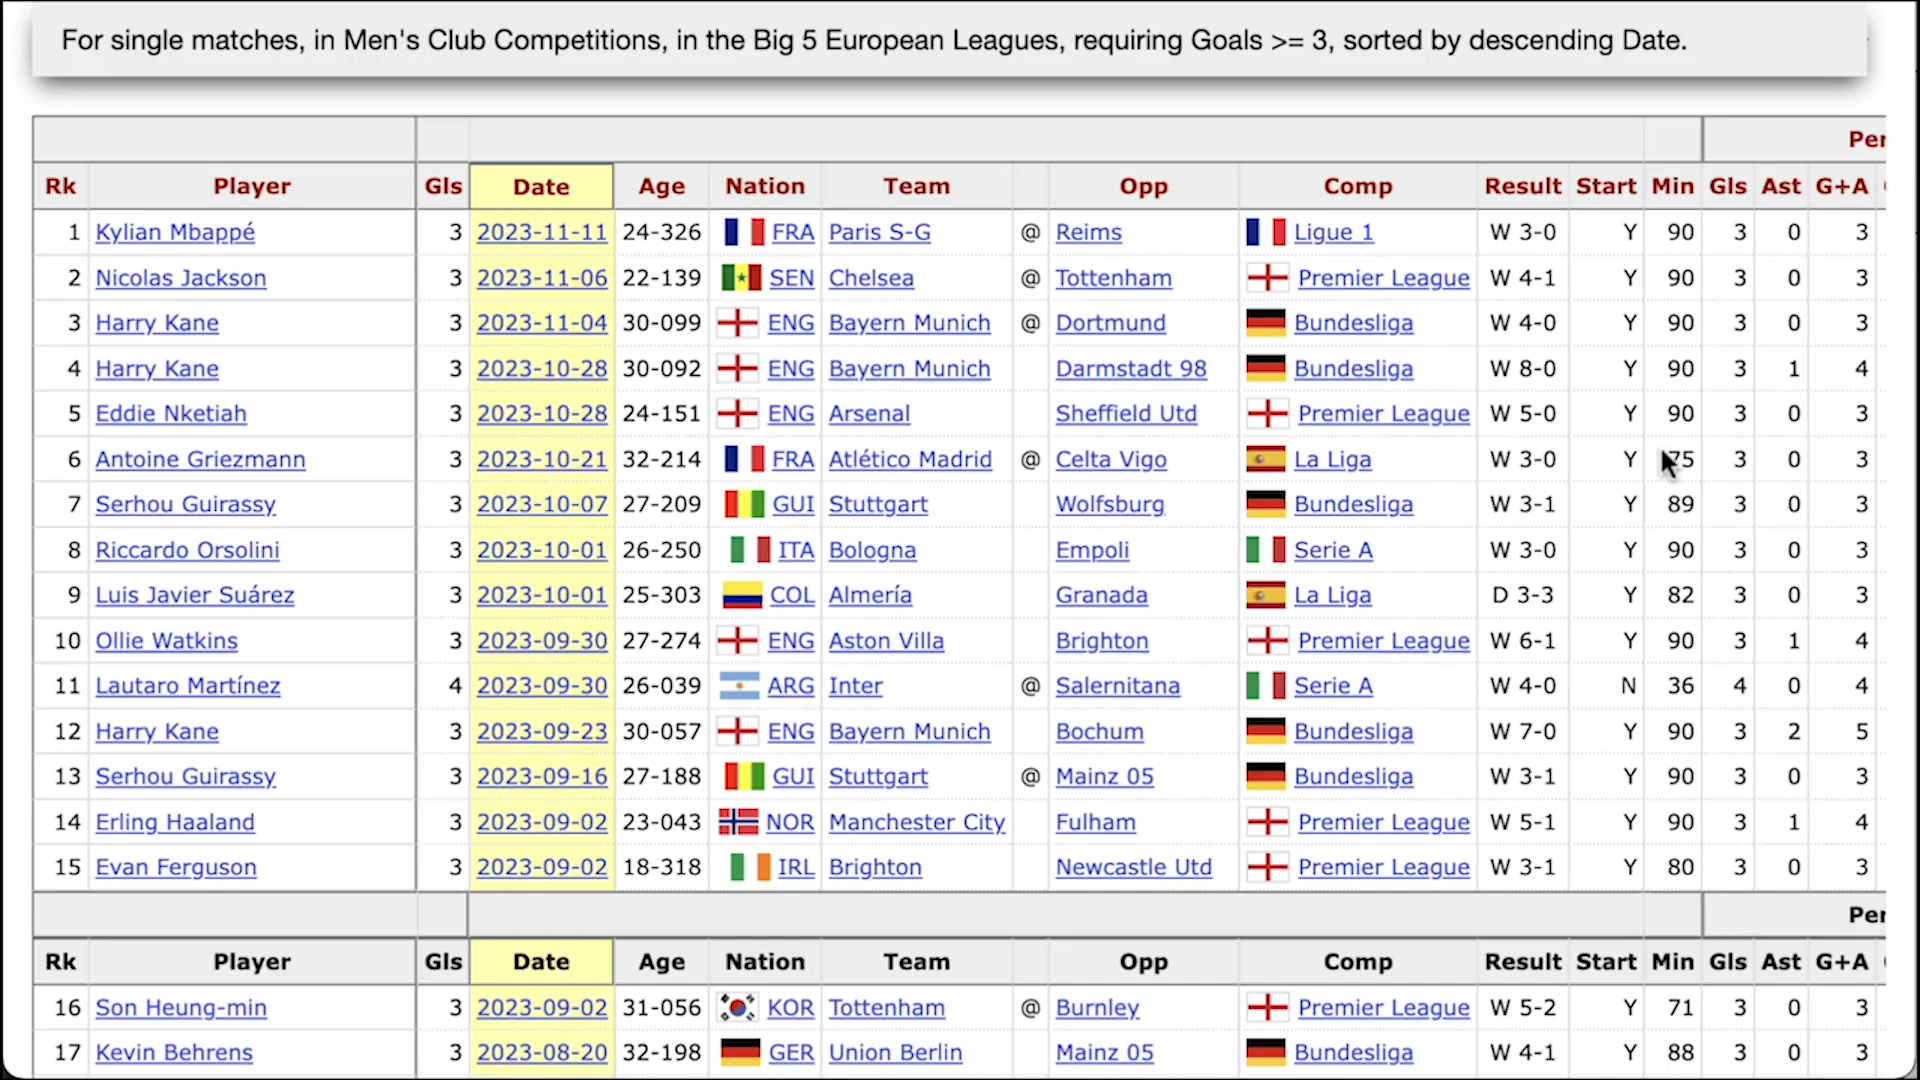 For single matches, in Men's Club Competitions, in the Big 5 European Leagues, requiring Goals >= 3, sorted by descending Date.
Per
Rk Player Gls Date Age Nation Team Opp Comp Result Start Min Gls Ast G+A
1 Kylian Mbappé 3 2023-11-11 24-326 FRA Paris S-G @ Reims Ligue 1 W 3-0 Y 90 3 0 3
2 Nicolas Jackson 3 2023-11-06 22-139 SEN Chelsea @ Tottenham Premier League W 4-1 Y 90 3 0 3
3 Harry Kane 3 2023-11-04 30-099 ENG Bayern Munich @ Dortmund Bundesliga W 4-0 Y 90 3 0 3
4 Harry Kane 3 2023-10-28 30-092 ENG Bayern Munich Darmstadt 98 Bundesliga W 8-0 Y 90 3 1 4
5 Eddie Nketiah 3 2023-10-28 24-151 ENG Arsenal Sheffield Utd Premier League W 5-0 Y 90 3 0 3
6 Antoine Griezmann 3 2023-10-21 32-214 FRA Atlético Madrid @ Celta Vigo La Liga W 3-0 Y 75 3 0 3
7 Serhou Guirassy 3 2023-10-07 27-209 GUI Stuttgart Wolfsburg Bundesliga W 3-1 Y 89 3 0 3
8 Riccardo Orsolini 3 2023-10-01 26-250 ITA Bologna Empoli Serie A W 3-0 Y 90 3 0 3
9 Luis Javier Suárez 3 2023-10-01 25-303 COL Almería Granada La Liga D 3-3 Y 82 3 0 3
10 Ollie Watkins 3 2023-09-30 27-274 ENG Aston Villa Brighton Premier League W 6-1 Y 90 3 1 4
11 Lautaro Martínez 4 2023-09-30 26-039 ARG Inter @ Salernitana Serie A W 4-0 N 36 4 0 4
12 Harry Kane 3 2023-09-23 30-057 ENG Bayern Munich Bochum Bundesliga W 7-0 Y 90 3 2 5
13 Serhou Guirassy 3 2023-09-16 27-188 GUI Stuttgart @ Mainz 05 Bundesliga W 3-1 Y 90 3 0 3
14 Erling Haaland 3 2023-09-02 23-043 NOR Manchester City Fulham Premier League W 5-1 Y 90 3 1 4
15 Evan Ferguson 3 2023-09-02 18-318 IRL Brighton Newcastle Utd Premier League W 3-1 Y 80 3 0 3
Per
Rk Player Gls Date Age Nation Team Opp Comp Result Start Min Gls Ast G+A
16 Son Heung-min 3 2023-09-02 31-056 KOR Tottenham @ Burnley Premier League W 5-2 Y 71 3 0 3
17 Kevin Behrens 3 2023-08-20 32-198 GER Union Berlin Mainz 05 Bundesliga W 4-1 Y 88 3 0 3